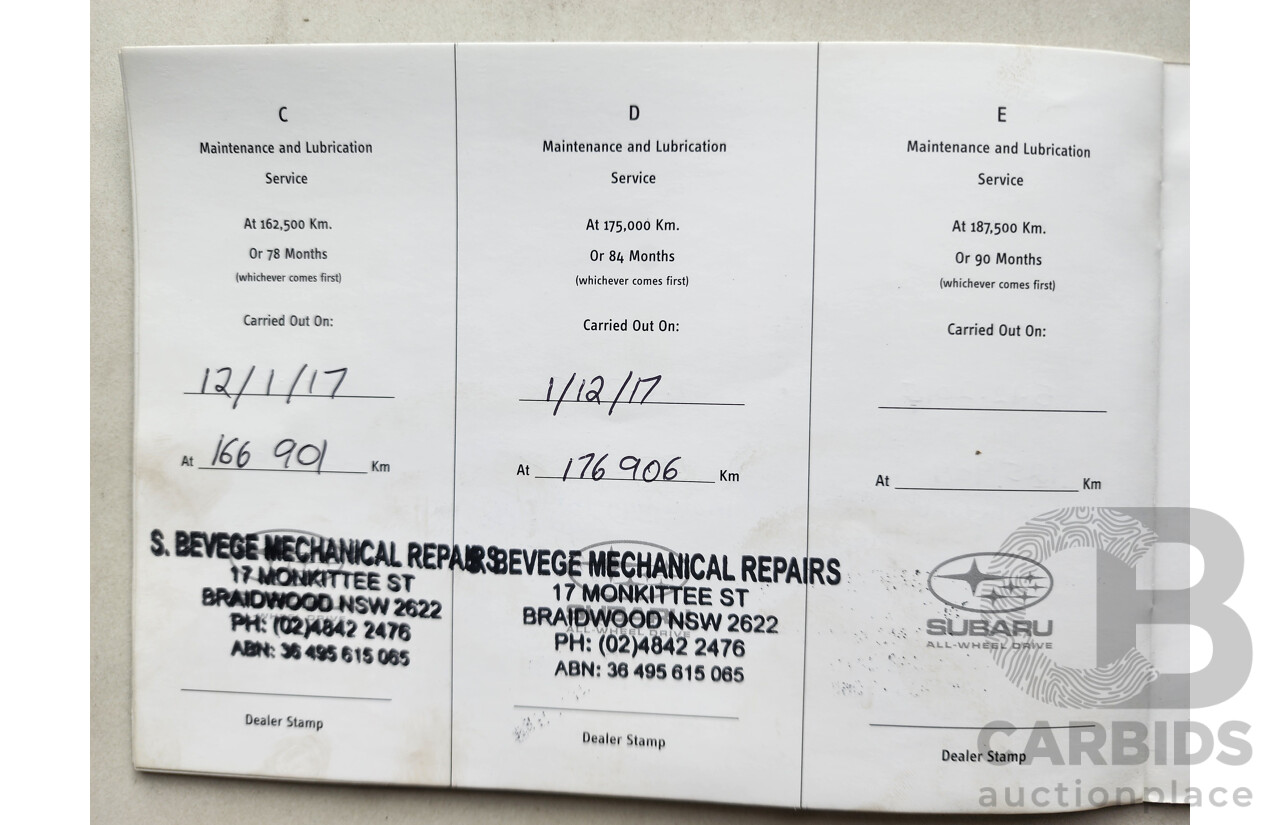 C
Maintenance and Lubrication
Service
At 162,500 Km.
Or 78 Months
(whichever comes first)
Carried Out On:
12/1/17
At 166 901 Km
S. BEVEGE MECHANICAL REPAIRS
17 MONKITTEE ST
BRAIDWOOD NSW 2622
PH: (02)4842 2476
ABN: 36 495 615 065
Dealer Stamp
D
Maintenance and Lubrication
Service
At 175,000 Km.
Or 84 Months
(whichever comes first)
Carried Out On:
1/12/17
At 176 906 Km
S. BEVEGE MECHANICAL REPAIRS
17 MONKITTEE ST
BRAIDWOOD NSW 2622
ALL-WHEEL DRIVE
PH: (02)4842 2476
ABN: 36 495 615 065
Dealer Stamp
E
Maintenance and Lubrication
Service
At 187,500 Km.
Or 90 Months
(whichever comes first)
Carried Out On:
At Km
SUBARU
ALL-WHEEL DRIVE
Dealer Stamp
CARBIDS
auctionplace